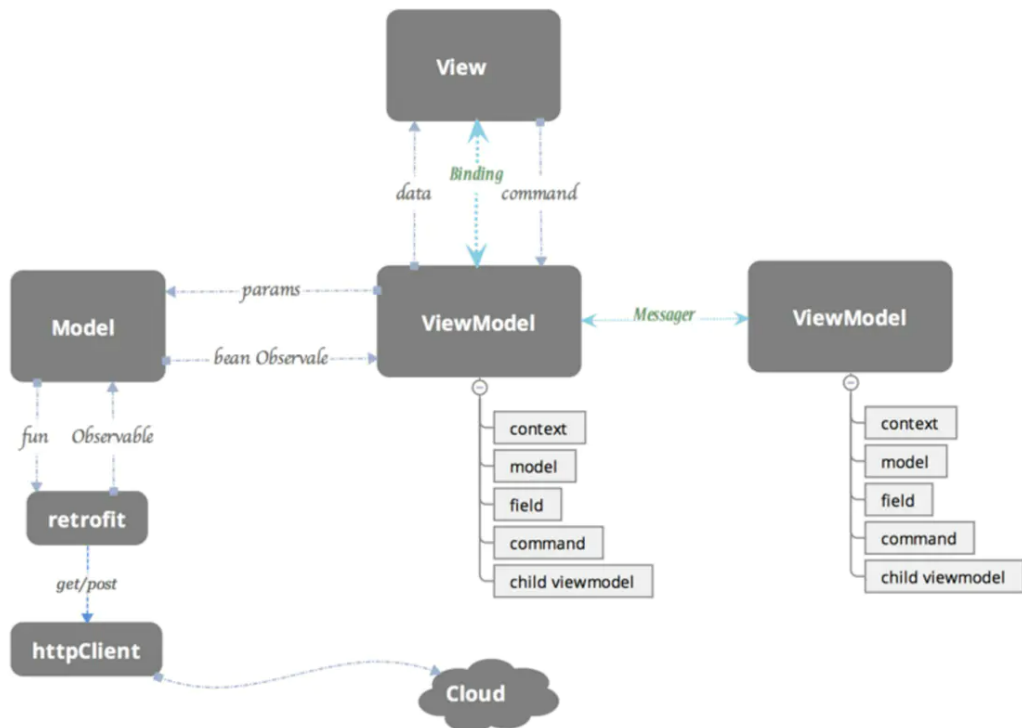 View
data
Binding
command
Model
params
bean Observale
ViewModel
Messager
ViewModel
fun
Observable
context
model
field
command
child viewmodel
context
model
field
command
child viewmodel
retrofit
get/post
httpClient
Cloud